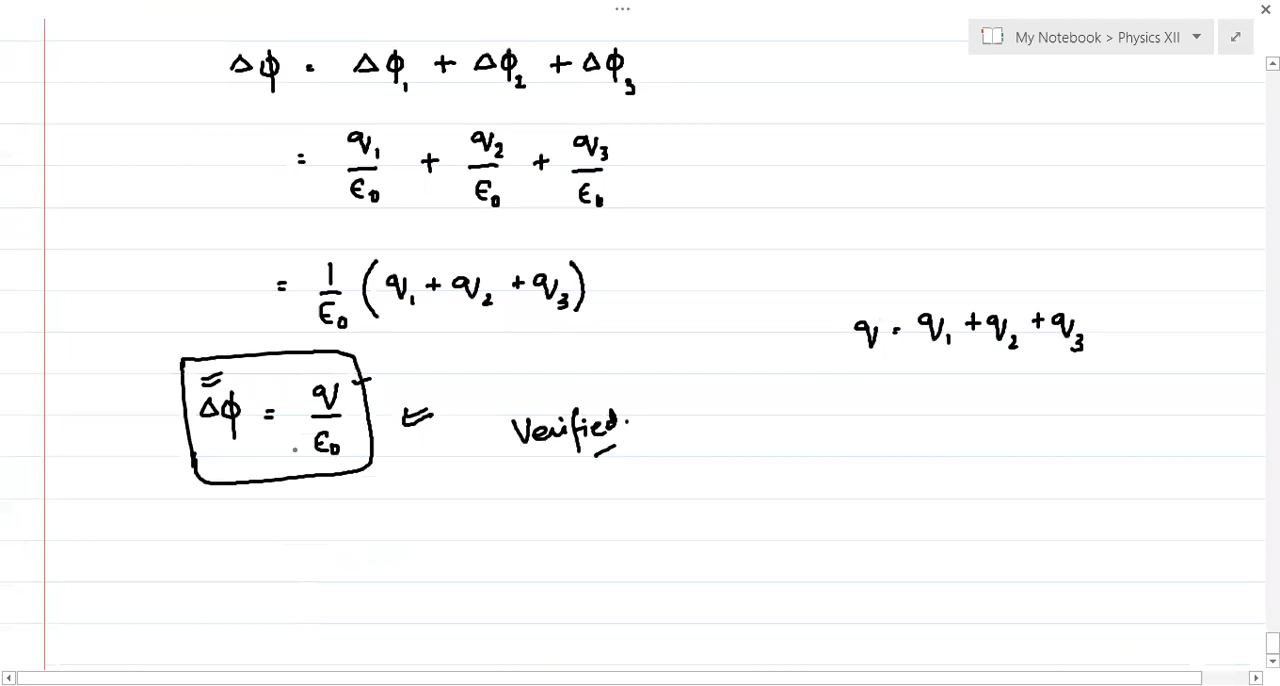 My Notebook > Physics XII
Δϕ = Δϕ₁ + Δϕ₂ + Δϕ₃
= q₁/ε₀ + q₂/ε₀ + q₃/ε₀
= 1/ε₀ (q₁ + q₂ + q₃)
q = q₁ + q₂ + q₃
Δϕ = q/ε₀
Verified.